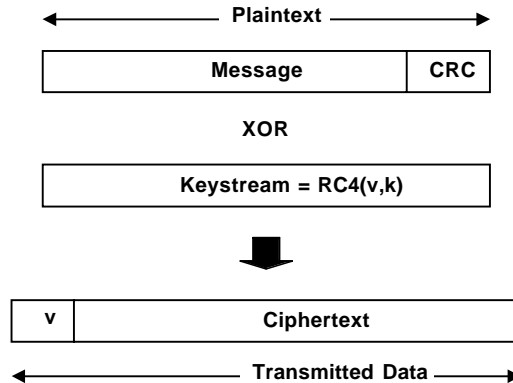 Plaintext
Message CRC
XOR
Keystream = RC4(v,k)
v Ciphertext
Transmitted Data